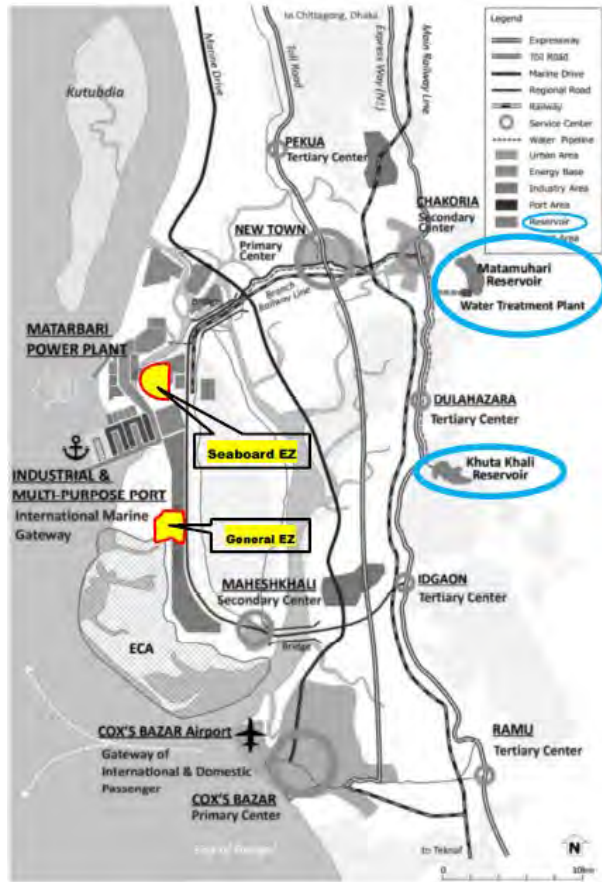 to Chittagong, Dhaka
Marine Drive
Toll Road
Express Way (N1)
Main Railway Line
Legend
Expressway
Toll Road
Marine Drive
Regional Road
Railway
Service Center
Water Pipeline
Urban Area
Energy Base
Industry Area
Port Area
Reservoir
Area
Kutubdia
PEKUA
Tertiary Center
CHAKORIA
Secondary
Center
NEW TOWN
Primary
Center
Matamuhari
Reservoir
Water Treatment Plant
Branch
Railway Line
MATARBARI
POWER PLANT
DULAHAZARA
Tertiary Center
Seaboard EZ
Khuta Khali
Reservoir
INDUSTRIAL &
MULTI-PURPOSE PORT
International Marine
Gateway
General EZ
MAHESHKHALI
Secondary Center
IDGAON
Tertiary Center
Bridge
ECA
COX'S BAZAR Airport
Gateway of
International & Domestic
Passenger
RAMU
Tertiary Center
COX'S BAZAR
Primary Center
to Teknaf
N
0
10km